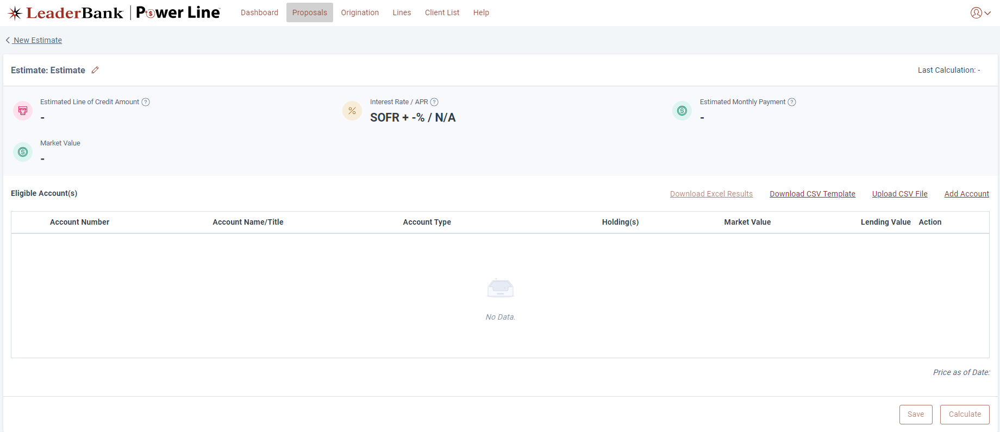 LeaderBank | Power Line
Dashboard Proposals Origination Lines Client List Help
New Estimate
Estimate: Estimate
Last Calculation: -
Estimated Line of Credit Amount ?
-
Interest Rate / APR ?
SOFR + -% / N/A
Estimated Monthly Payment ?
-
Market Value
-
Eligible Account(s)
Download Excel Results Download CSV Template Upload CSV File Add Account
Account Number Account Name/Title Account Type Holding(s) Market Value Lending Value Action
No Data.
Price as of Date:
Save Calculate